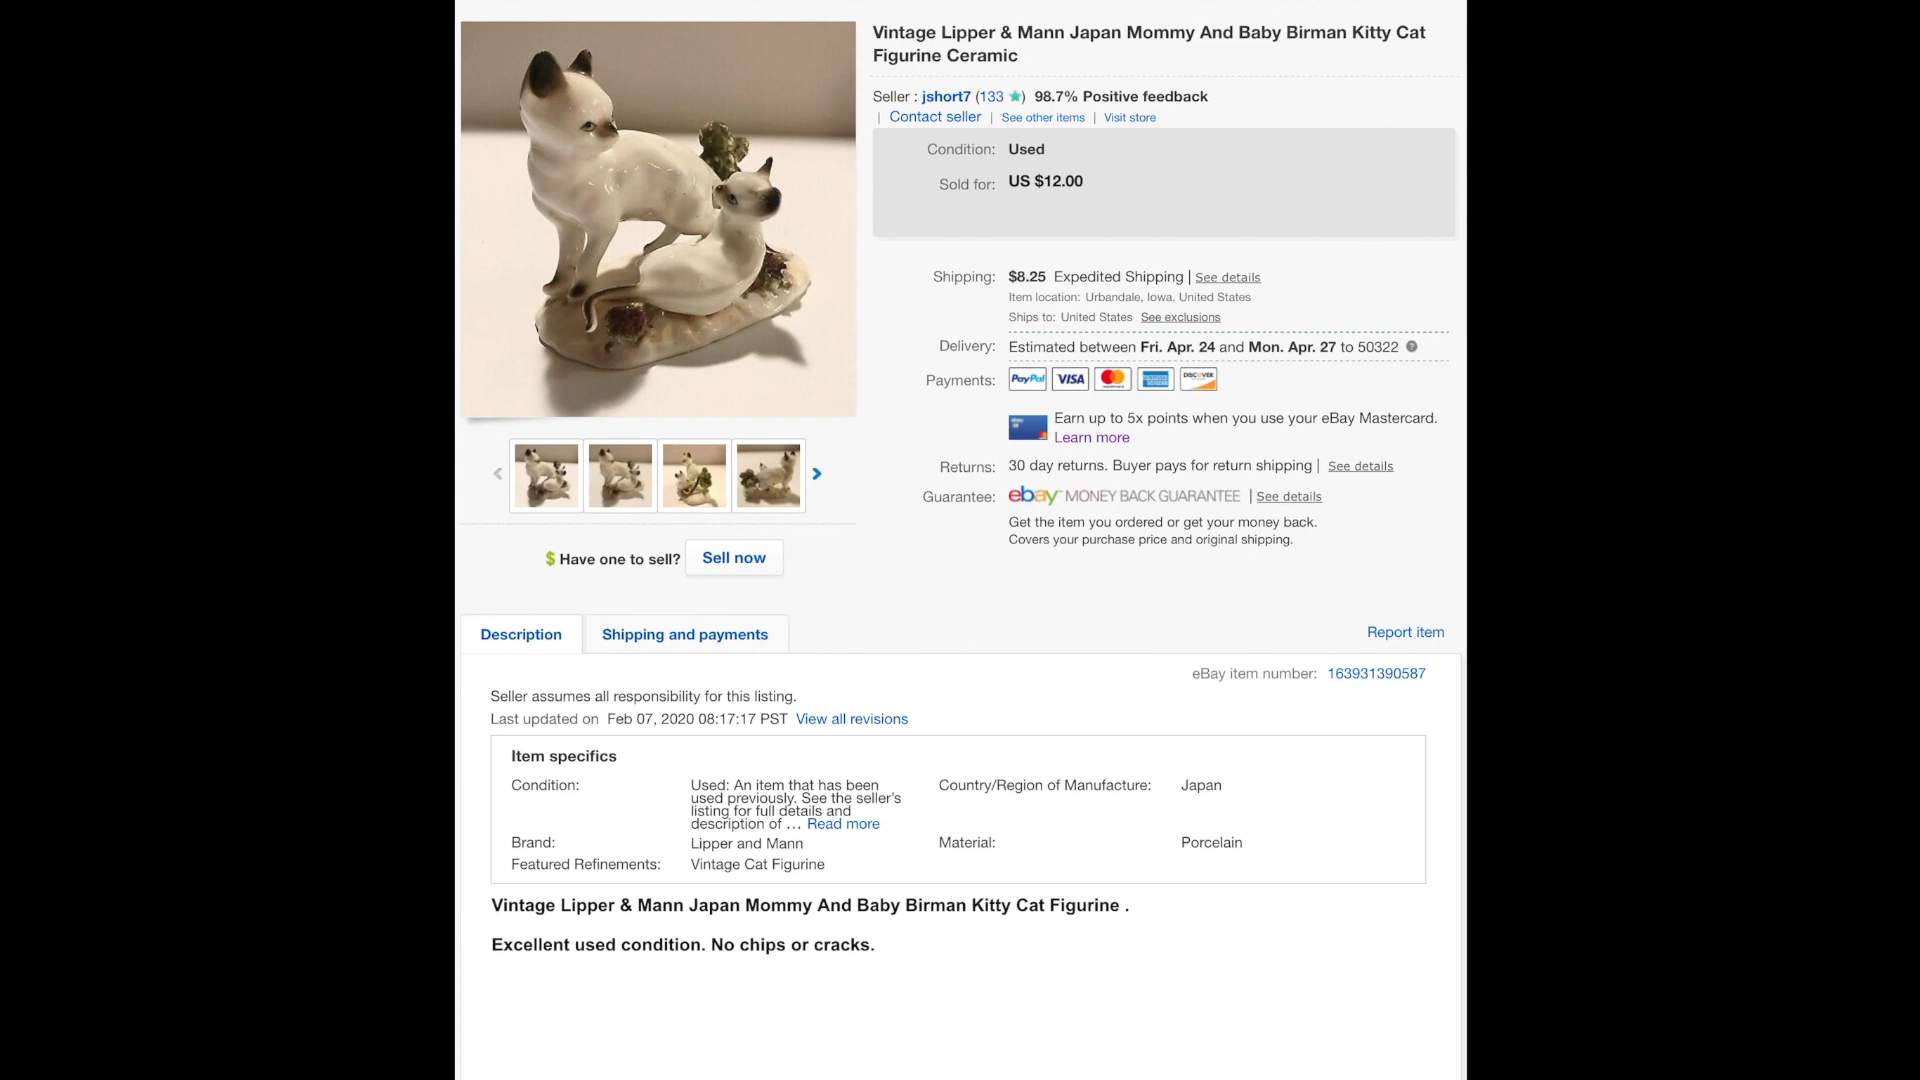 Vintage Lipper & Mann Japan Mommy And Baby Birman Kitty Cat
Figurine Ceramic
Seller : jshort7 (133 ★) 98.7% Positive feedback
| Contact seller | See other items | Visit store
Condition: Used
Sold for: US $12.00
Shipping: $8.25 Expedited Shipping | See details
Item location: Urbandale, Iowa, United States
Ships to: United States See exclusions
Delivery: Estimated between Fri. Apr. 24 and Mon. Apr. 27 to 50322 ?
Payments: PayPal VISA DISCOVER
Earn up to 5x points when you use your eBay Mastercard.
Learn more
Returns: 30 day returns. Buyer pays for return shipping | See details
Guarantee: ebay MONEY BACK GUARANTEE | See details
Get the item you ordered or get your money back.
Covers your purchase price and original shipping.
$ Have one to sell? Sell now
Description Shipping and payments Report item
eBay item number: 163931390587
Seller assumes all responsibility for this listing.
Last updated on Feb 07, 2020 08:17:17 PST View all revisions
Item specifics
Condition: Used: An item that has been
used previously. See the seller's
listing for full details and
description of ... Read more
Country/Region of Manufacture: Japan
Brand: Lipper and Mann Material: Porcelain
Featured Refinements: Vintage Cat Figurine
Vintage Lipper & Mann Japan Mommy And Baby Birman Kitty Cat Figurine .
Excellent used condition. No chips or cracks.